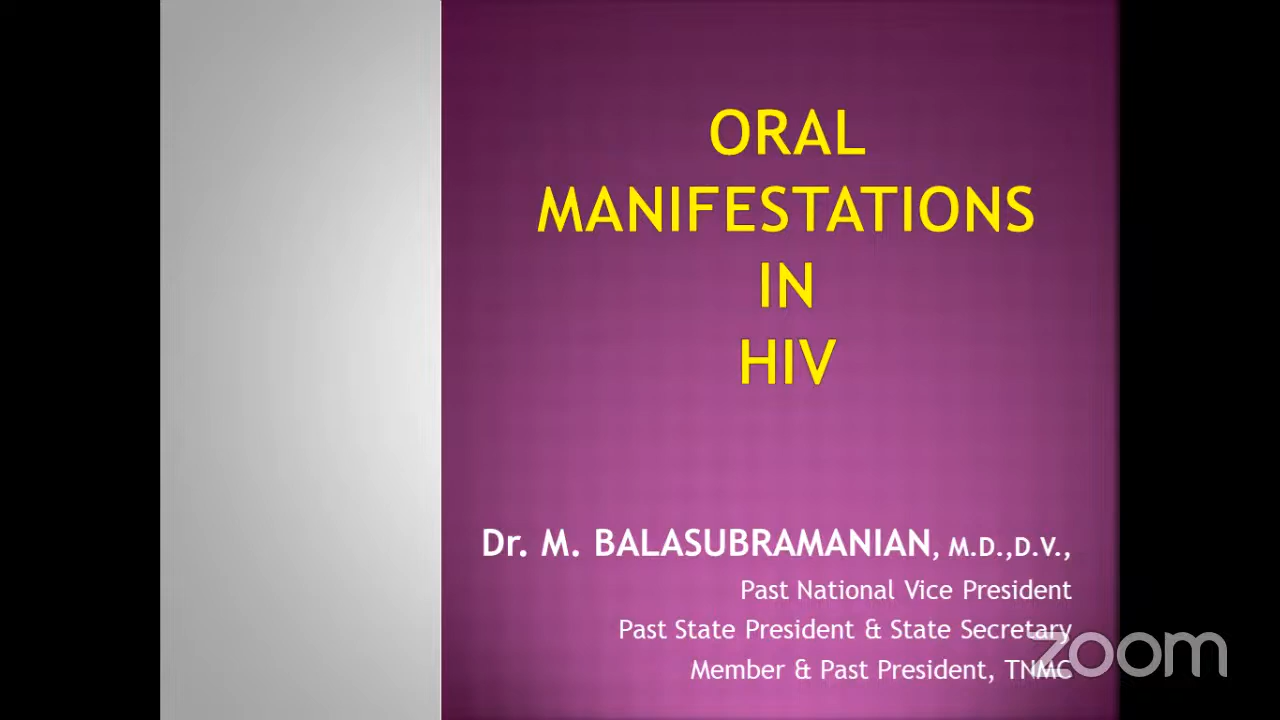 ORAL
MANIFESTATIONS
IN
HIV
Dr. M. BALASUBRAMANIAN, M.D.,D.V.,
Past National Vice President
Past State President & State Secretary
Member & Past President, TNMC
zoom